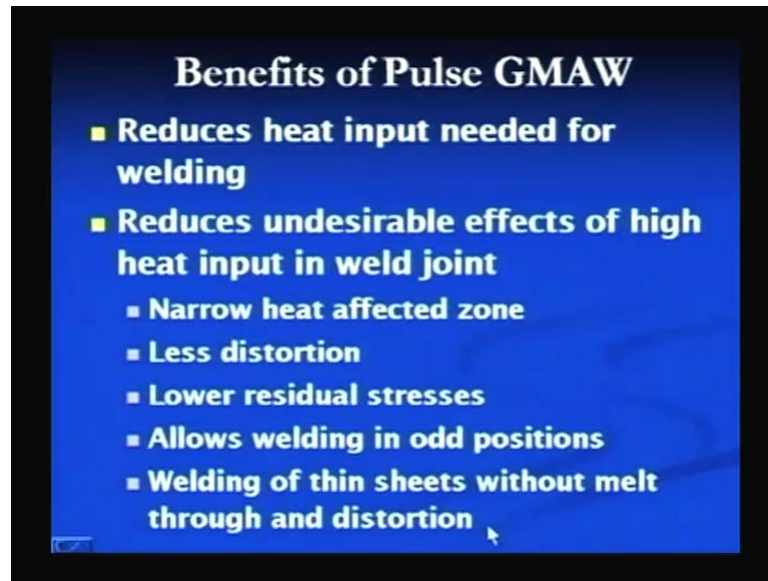 Benefits of Pulse GMAW
Reduces heat input needed for
welding
Reduces undesirable effects of high
heat input in weld joint
Narrow heat affected zone
Less distortion
Lower residual stresses
Allows welding in odd positions
Welding of thin sheets without melt
through and distortion